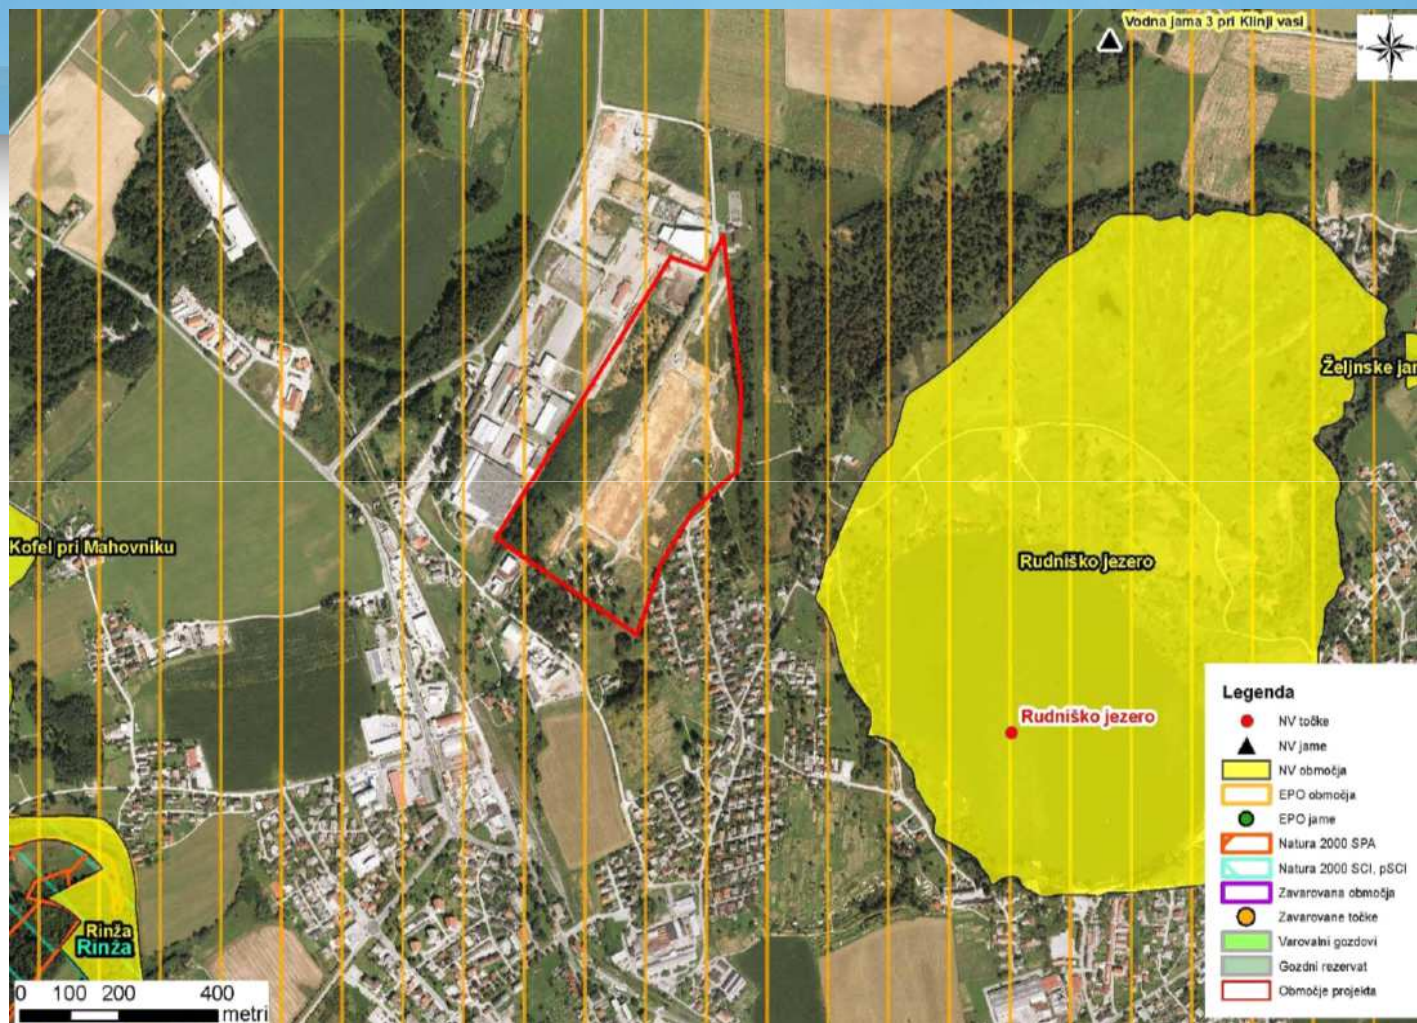 Vodna jama 3 pri Klinji vasi
Željnske jam
Kofel pri Mahovniku
Rudniško jezero
Rudniško jezero
Rinža
Rinža
0 100 200 400
metri
Legenda
NV točke
NV jame
NV območja
EPO območja
EPO jame
Natura 2000 SPA
Natura 2000 SCI, pSCI
Zavarovana območja
Zavarovane točke
Varovalni gozdovi
Gozdni rezervat
Območje projekta